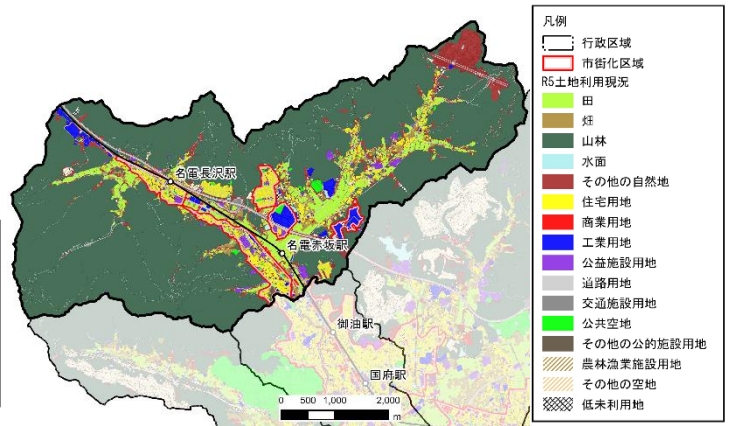 名電長沢駅
名電赤坂駅
御油駅
国府駅
0 500 1,000 2,000
m
凡例
行政区域
市街化区域
R5土地利用現況
田
畑
山林
水面
その他の自然地
住宅用地
商業用地
工業用地
公益施設用地
道路用地
交通施設用地
公共空地
その他の公的施設用地
農林漁業施設用地
その他の空地
低未利用地